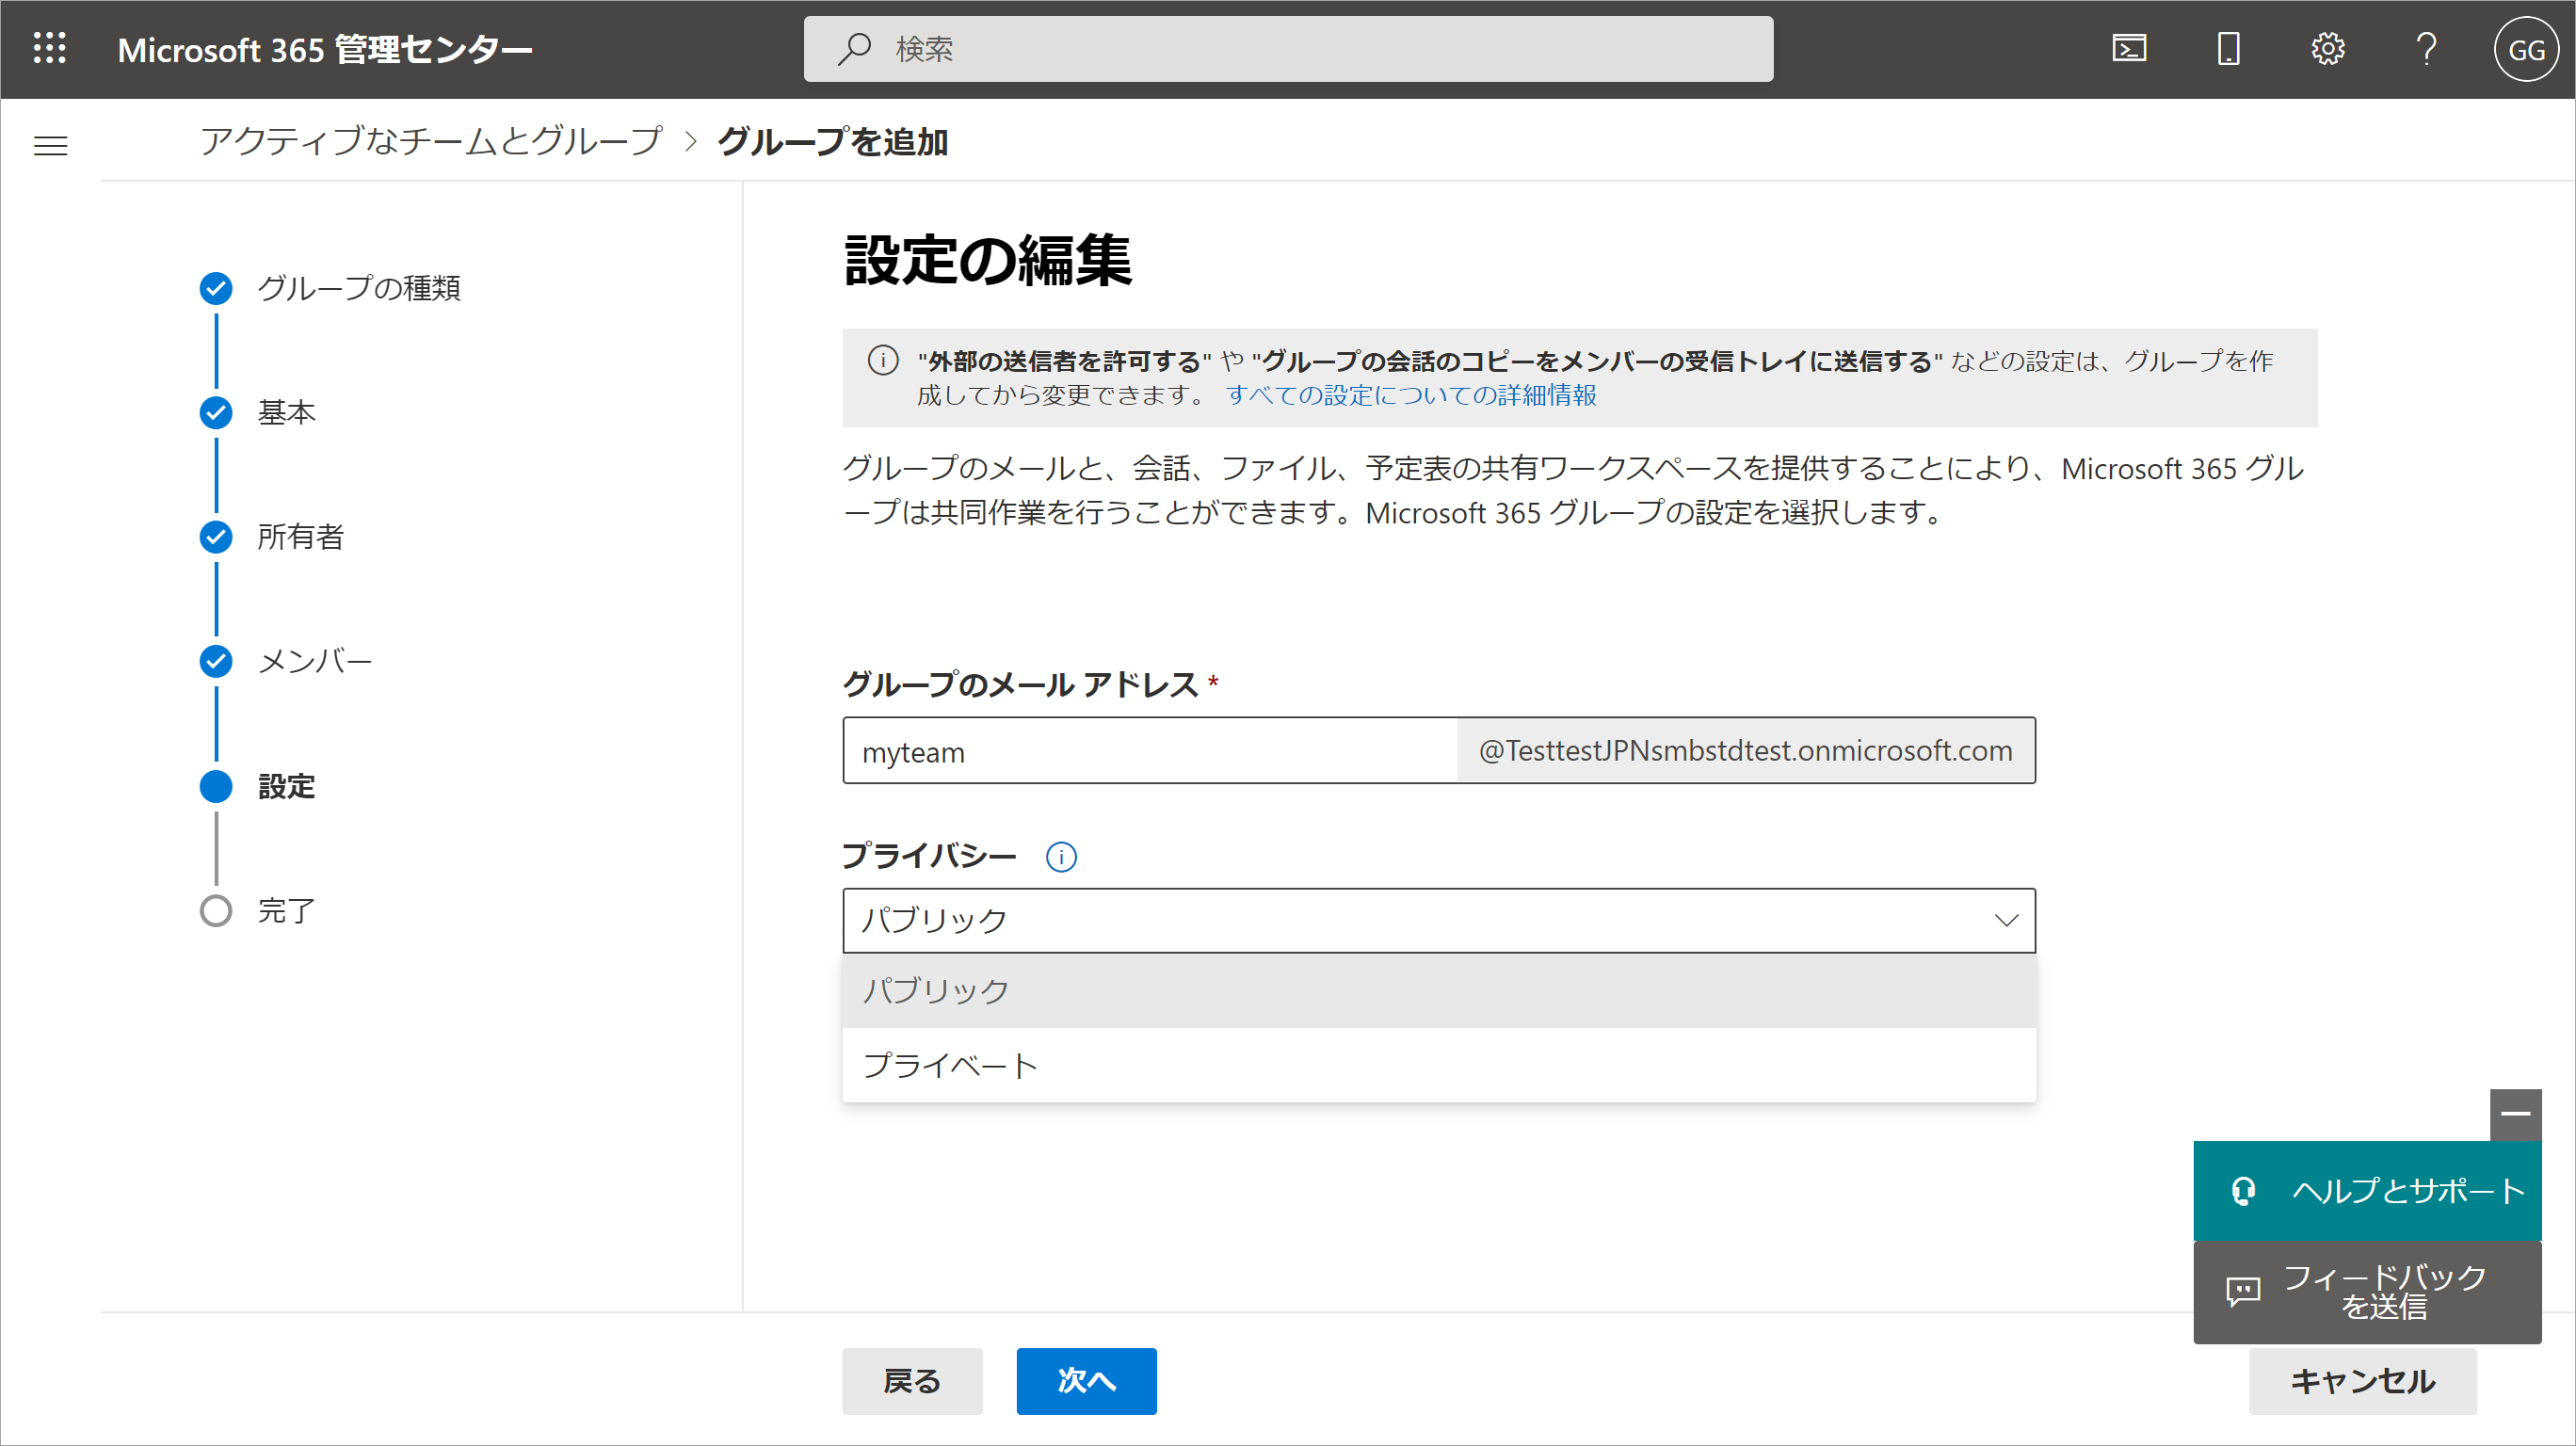 Microsoft 365 管理センター
検索
GG
アクティブなチームとグループ > グループを追加
グループの種類
基本
所有者
メンバー
設定
完了
設定の編集
"外部の送信者を許可する" や "グループの会話のコピーをメンバーの受信トレイに送信する" などの設定は、グループを作
成してから変更できます。 すべての設定についての詳細情報
グループのメールと、会話、ファイル、予定表の共有ワークスペースを提供することにより、Microsoft 365 グル
ープは共同作業を行うことができます。Microsoft 365 グループの設定を選択します。
グループのメール アドレス *
myteam @TesttestJPNsmbstdtest.onmicrosoft.com
プライバシー
パブリック
パブリック
プライベート
ヘルプとサポート
フィードバック
を送信
戻る
次へ
キャンセル